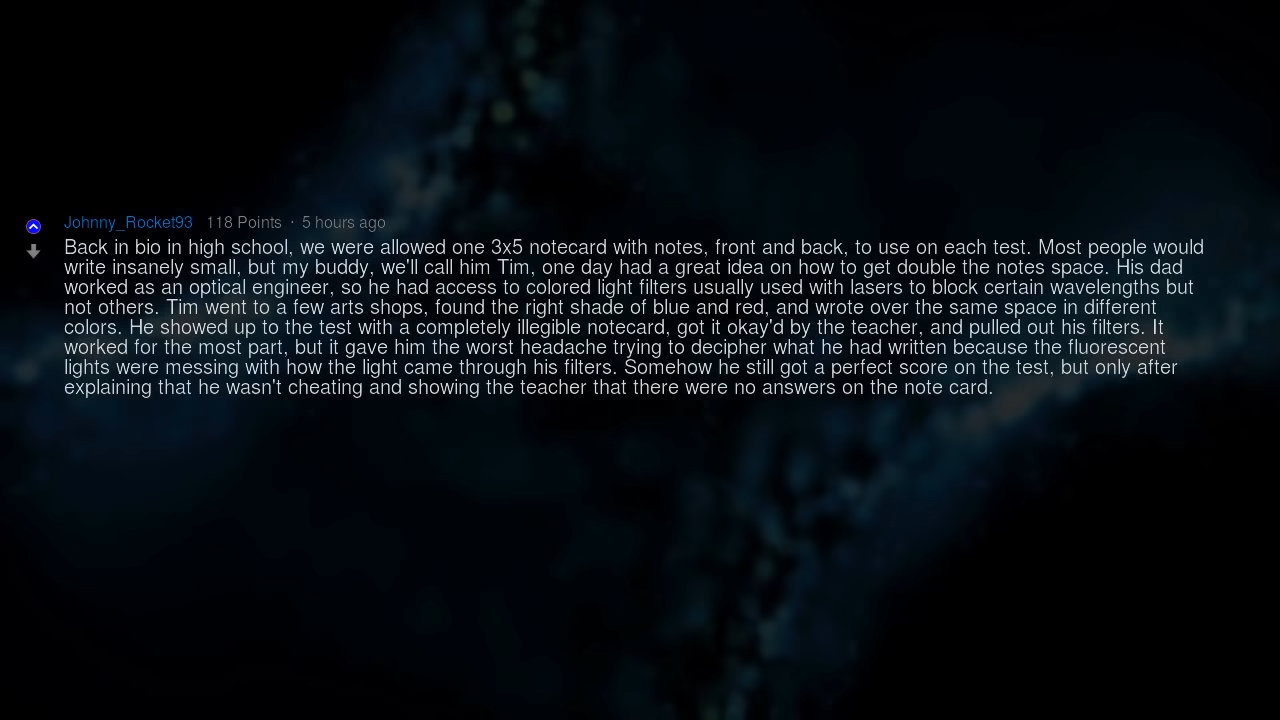 Johnny_Rocket93 118 Points · 5 hours ago
Back in bio in high school, we were allowed one 3x5 notecard with notes, front and back, to use on each test. Most people would
write insanely small, but my buddy, we'll call him Tim, one day had a great idea on how to get double the notes space. His dad
worked as an optical engineer, so he had access to colored light filters usually used with lasers to block certain wavelengths but
not others. Tim went to a few arts shops, found the right shade of blue and red, and wrote over the same space in different
colors. He showed up to the test with a completely illegible notecard, got it okay'd by the teacher, and pulled out his filters. It
worked for the most part, but it gave him the worst headache trying to decipher what he had written because the fluorescent
lights were messing with how the light came through his filters. Somehow he still got a perfect score on the test, but only after
explaining that he wasn't cheating and showing the teacher that there were no answers on the note card.